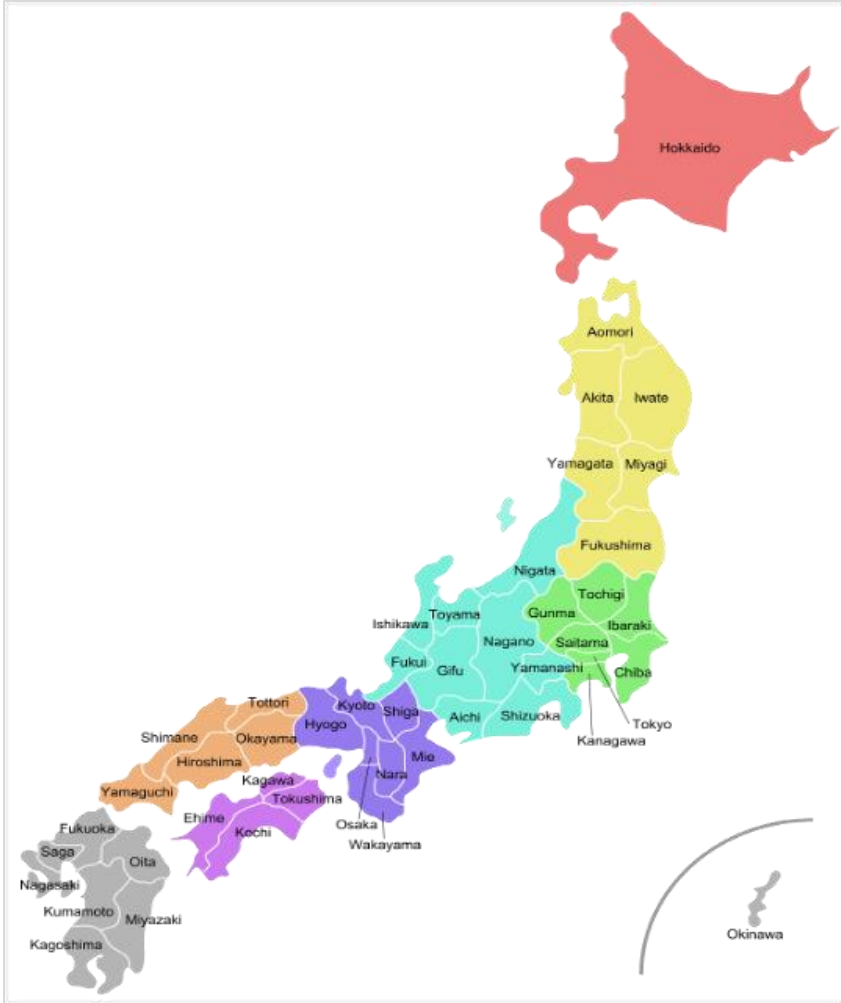 Hokkaido
Aomori
Akita
Iwate
Yamagata
Miyagi
Fukushima
Nigata
Tochigi
Gunma
Ibaraki
Toyama
Ishikawa
Nagano
Saitama
Fukui
Gifu
Yamanashi
Chiba
Tottori
Kyoto
Shiga
Aichi
Shizuoka
Tokyo
Hyogo
Shimane
Okayama
Kanagawa
Hiroshima
Mie
Nara
Kagawa
Yamaguchi
Tokushima
Ehime
Osaka
Fukuoka
Kochi
Wakayama
Saga
Oita
Nagasaki
Kumamoto
Miyazaki
Okinawa
Kagoshima